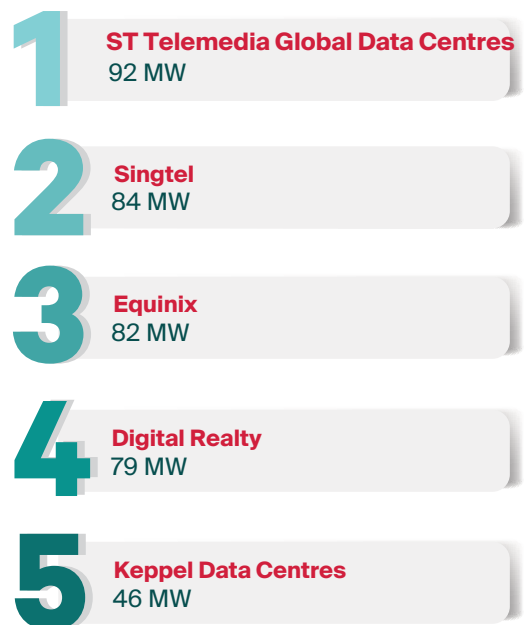 1
ST Telemedia Global Data Centres
92 MW
2
Singtel
84 MW
3
Equinix
82 MW
4
Digital Realty
79 MW
5
Keppel Data Centres
46 MW